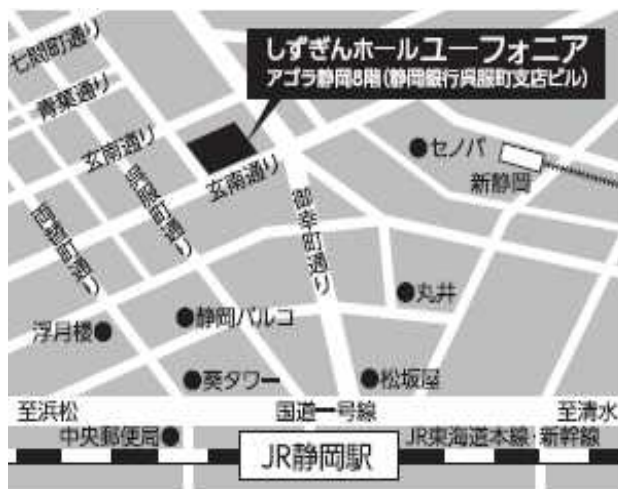 しずぎんホールユーフォニア
アゴラ静岡8階(静岡銀行呉服町支店ビル)
七間町通り
青葉通り
玄南通り
呉服町通り
玄南通り
御幸町通り
両替町通り
セノバ
新静岡
丸井
静岡パルコ
浮月楼
葵タワー
松坂屋
至浜松
国道一号線
至清水
中央郵便局
JR静岡駅
JR東海道本線・新幹線